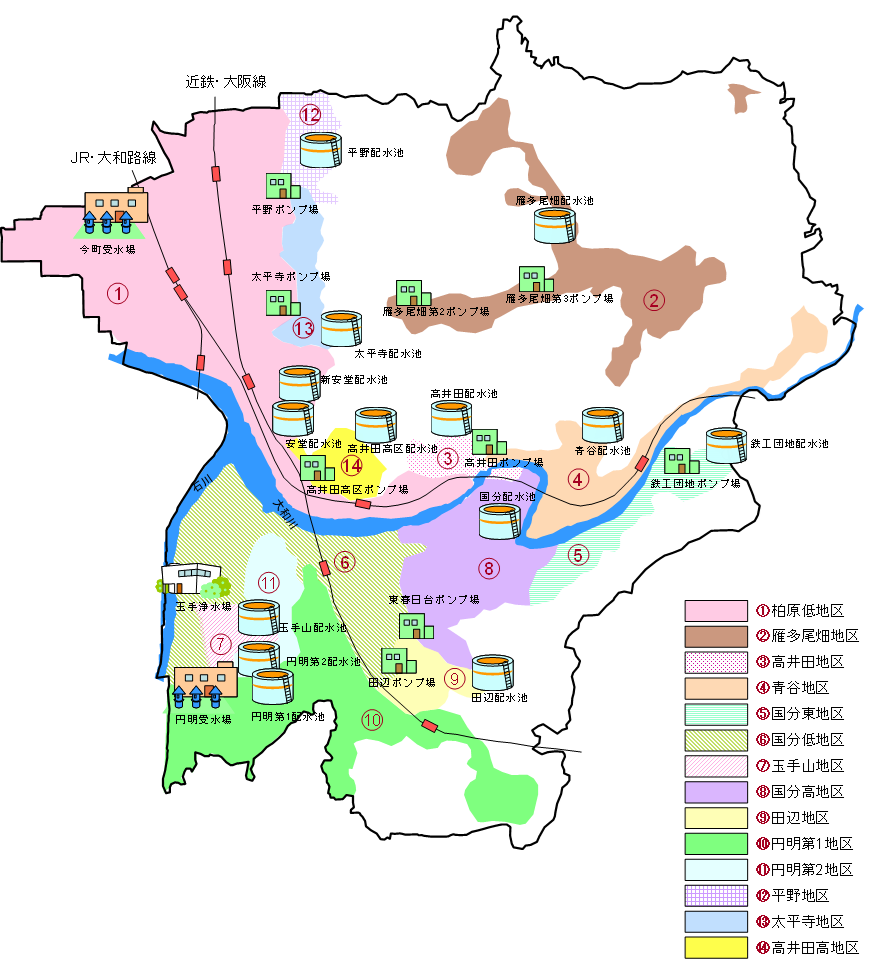 近鉄・大阪線
⑫
平野配水池
JR・大和路線
平野ポンプ場
雁多尾畑配水池
今町受水場
太平寺ポンプ場
①
雁多尾畑第2ポンプ場
雁多尾畑第3ポンプ場
②
⑬
太平寺配水池
新安堂配水池
高井田配水池
安堂配水池
高井田高区配水池
青谷配水池
鉄工団地配水池
⑭
③
高井田ポンプ場
④
鉄工団地ポンプ場
高井田高区ポンプ場
石川
大和川
国分配水池
⑥
⑧
⑤
⑪
東春日台ポンプ場
玉手浄水場
玉手山配水池
⑦
円明第2配水池
田辺ポンプ場
⑨
田辺配水池
円明受水場
円明第1配水池
⑩
①柏原低地区
②雁多尾畑地区
③高井田地区
④青谷地区
⑤国分東地区
⑥国分低地区
⑦玉手山地区
⑧国分高地区
⑨田辺地区
⑩円明第1地区
⑪円明第2地区
⑫平野地区
⑬太平寺地区
⑭高井田高地区